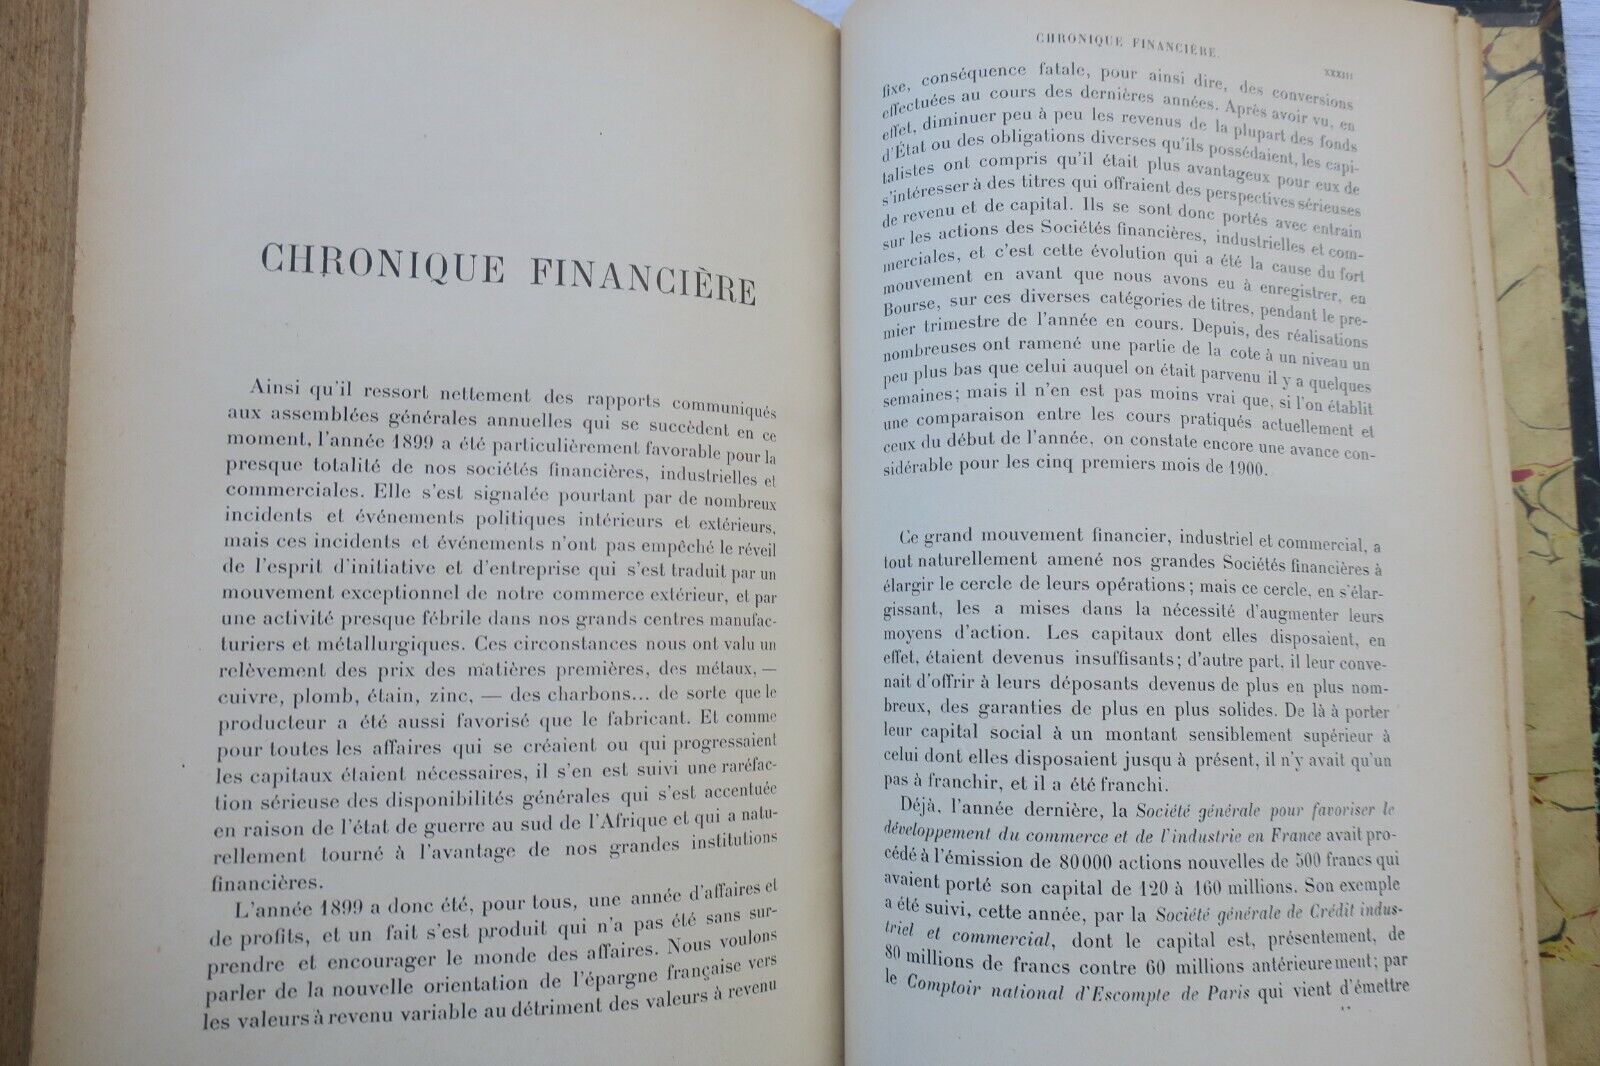 CHRONIQUE FINANCIÈRE
Ainsi qu'il ressort nettement des rapports communiqués
aux assemblées générales annuelles qui se succèdent en ce
moment, l'année 1899 a été particulièrement favorable pour la
presque totalité de nos sociétés financières, industrielles et
commerciales. Elle s'est signalée pourtant par de nombreux
incidents et événements politiques intérieurs et extérieurs,
mais ces incidents et événements n'ont pas empêché le réveil
de l'esprit d'initiative et d'entreprise qui s'est traduit par un
mouvement exceptionnel de notre commerce extérieur, et par
une activité presque fébrile dans nos grands centres manufac-
turiers et métallurgiques. Ces circonstances nous ont valu un
relèvement des prix des matières premières, des métaux, —
cuivre, plomb, étain, zinc, — des charbons... de sorte que le
producteur a été aussi favorisé que le fabricant. Et comme
pour toutes les affaires qui se créaient ou qui progressaient
les capitaux étaient nécessaires, il s'en est suivi une raréfac-
tion sérieuse des disponibilités générales qui s'est accentuée
en raison de l'état de guerre au sud de l'Afrique et qui a natu-
rellement tourné à l'avantage de nos grandes institutions
financières.
L'année 1899 a donc été, pour tous, une année d'affaires et
de profits, et un fait s'est produit qui n'a pas été sans sur-
prendre et encourager le monde des affaires. Nous voulons
parler de la nouvelle orientation de l'épargne française vers
les valeurs à revenu variable au détriment des valeurs à revenu
CHRONIQUE FINANCIÈRE.
XXXIII
fixe, conséquence fatale, pour ainsi dire, des conversions
effectuées au cours des dernières années. Après avoir vu, en
effet, diminuer peu à peu les revenus de la plupart des fonds
d'État ou des obligations diverses qu'ils possédaient, les capi-
talistes ont compris qu'il était plus avantageux pour eux de
s'intéresser à des titres qui offraient des perspectives sérieuses
de revenu et de capital. Ils se sont donc portés avec entrain
sur les actions des Sociétés financières, industrielles et com-
merciales, et c'est cette évolution qui a été la cause du fort
mouvement en avant que nous avons eu à enregistrer, en
Bourse, sur ces diverses catégories de titres, pendant le pre-
mier trimestre de l'année en cours. Depuis, des réalisations
nombreuses ont ramené une partie de la cote à un niveau un
peu plus bas que celui auquel on était parvenu il y a quelques
semaines; mais il n'en est pas moins vrai que, si l'on établit
une comparaison entre les cours pratiqués actuellement et
ceux du début de l'année, on constate encore une avance con-
sidérable pour les cinq premiers mois de 1900.
Ce grand mouvement financier, industriel et commercial, a
tout naturellement amené nos grandes Sociétés financières à
élargir le cercle de leurs opérations; mais ce cercle, en s'élar-
gissant, les a mises dans la nécessité d'augmenter leurs
moyens d'action. Les capitaux dont elles disposaient, en
effet, étaient devenus insuffisants; d'autre part, il leur conve-
nait d'offrir à leurs déposants devenus de plus en plus nom-
breux, des garanties de plus en plus solides. De là à porter
leur capital social à un montant sensiblement supérieur à
celui dont elles disposaient jusqu'à présent, il n'y avait qu'un
pas à franchir, et il a été franchi.
Déjà, l'année dernière, la Société générale pour favoriser le
développement du commerce et de l'industrie en France avait pro-
cédé à l'émission de 80000 actions nouvelles de 500 francs qui
avaient porté son capital de 120 à 160 millions. Son exemple
a été suivi, cette année, par la Société générale de Crédit indus-
triel et commercial, dont le capital est, présentement, de
80 millions de francs contre 60 millions antérieurement; par
le Comptoir national d'Escompte de Paris qui vient d'émettre